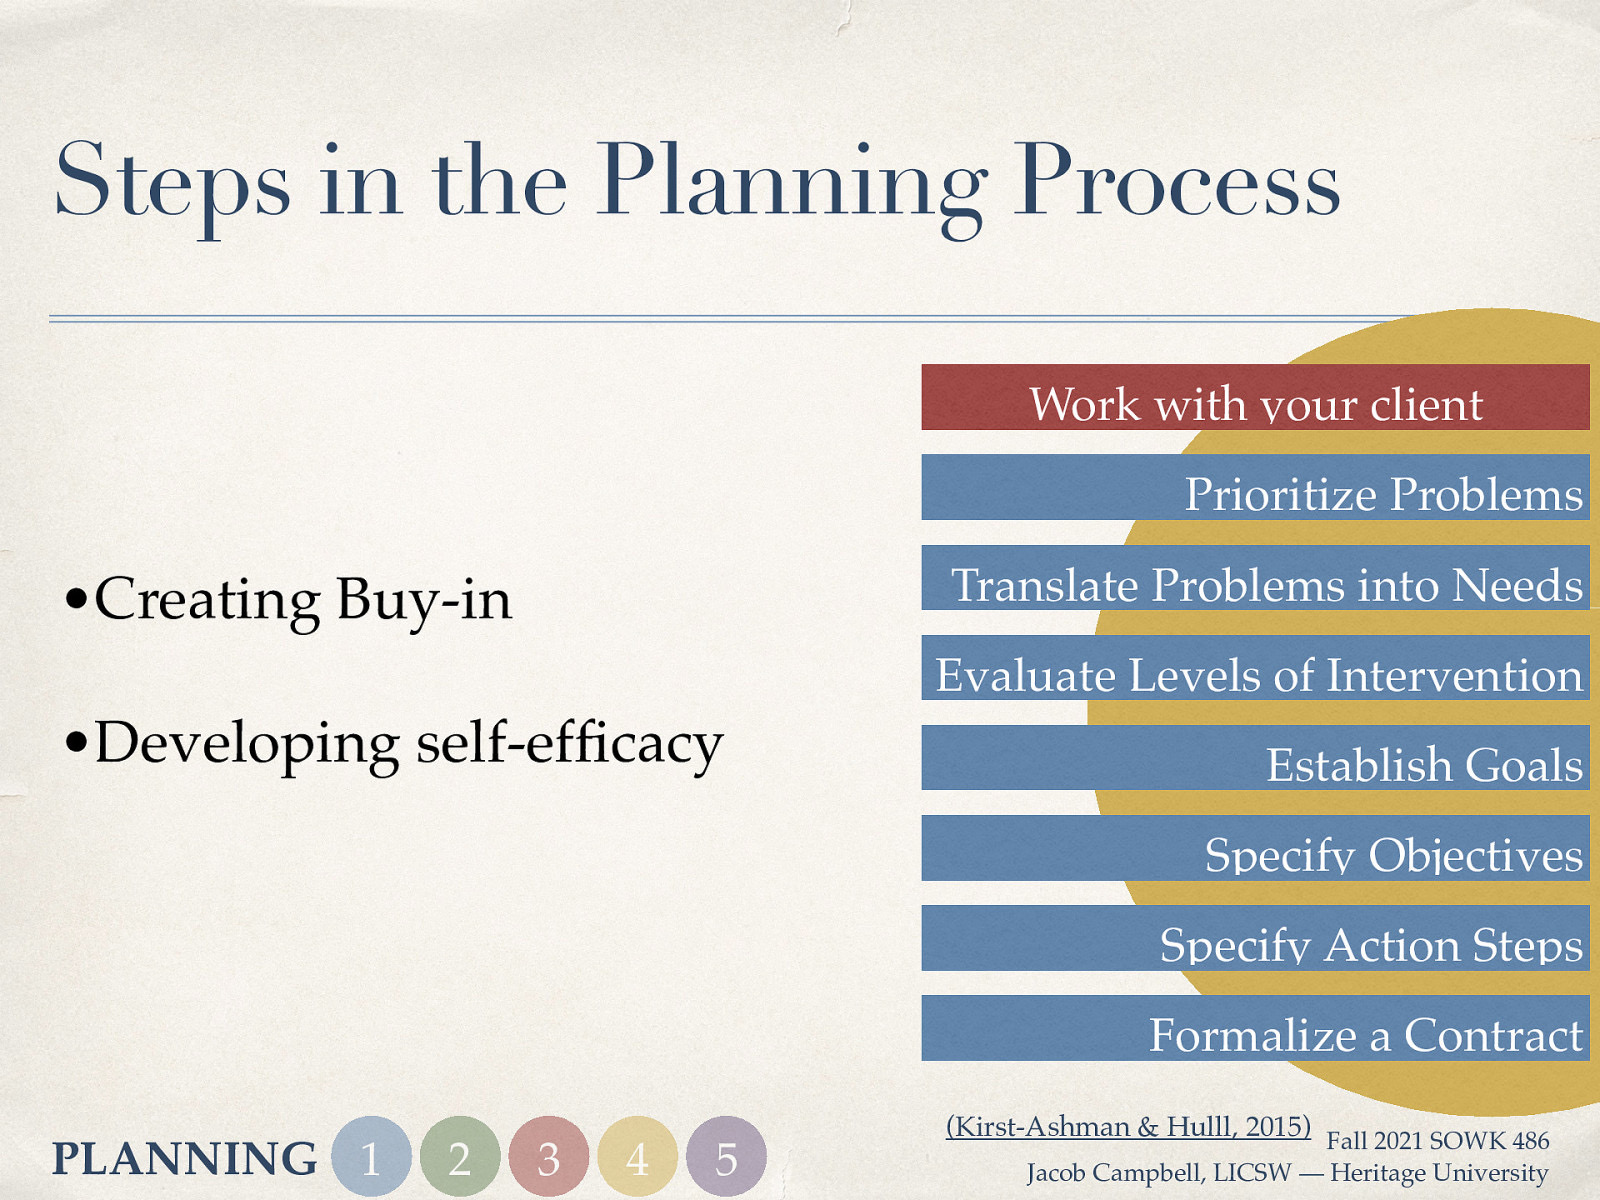 Steps in the Planning Process
•Creating Buy-in
•Developing self-efficacy
Work with your client
Prioritize Problems
Translate Problems into Needs
Evaluate Levels of Intervention
Establish Goals
Specify Objectives
Specify Action Steps
Formalize a Contract
(Kirst-Ashman & Hulll, 2015)
PLANNING 1 2 3 4 5
Fall 2021 SOWK 486
Jacob Campbell, LICSW — Heritage University